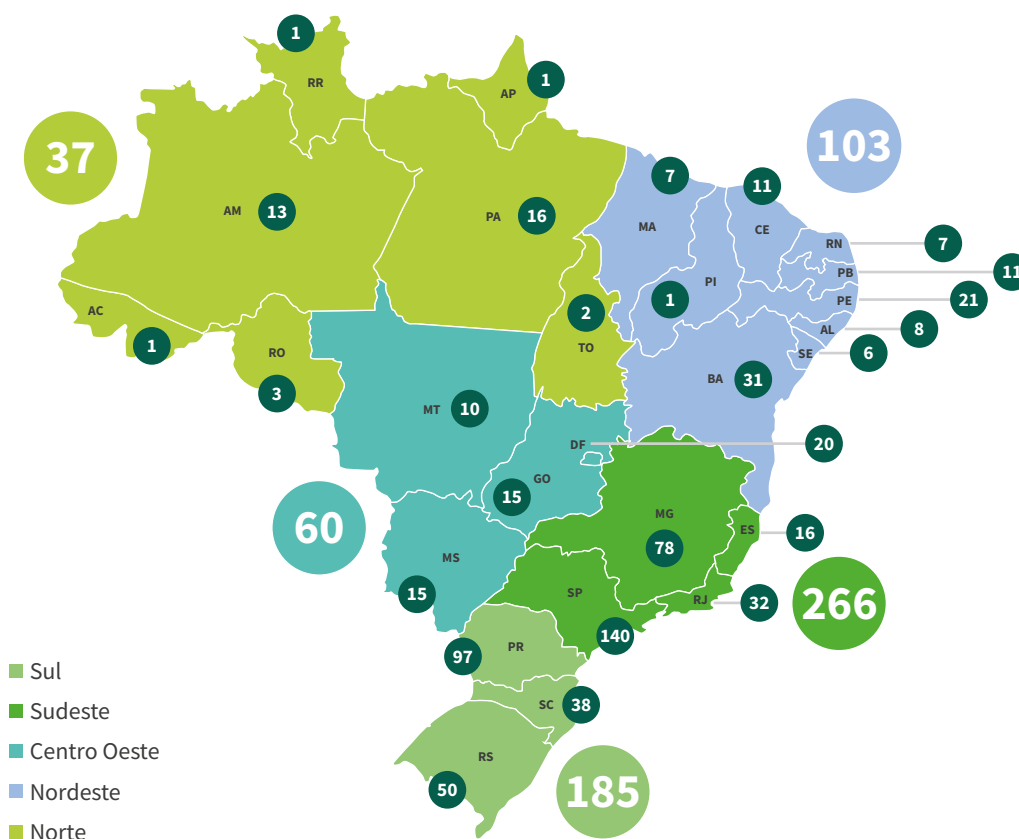 1
RR
AP
1
37
103
7
11
AM
13
PA
16
MA
CE
RN
7
PB
11
PI
1
PE
21
AC
1
2
TO
AL
8
SE
6
RO
3
BA
31
MT
10
DF
20
GO
15
MG
78
ES
16
60
MS
15
SP
140
RJ
32
266
PR
97
SC
38
RS
50
185
Sul
Sudeste
Centro Oeste
Nordeste
Norte